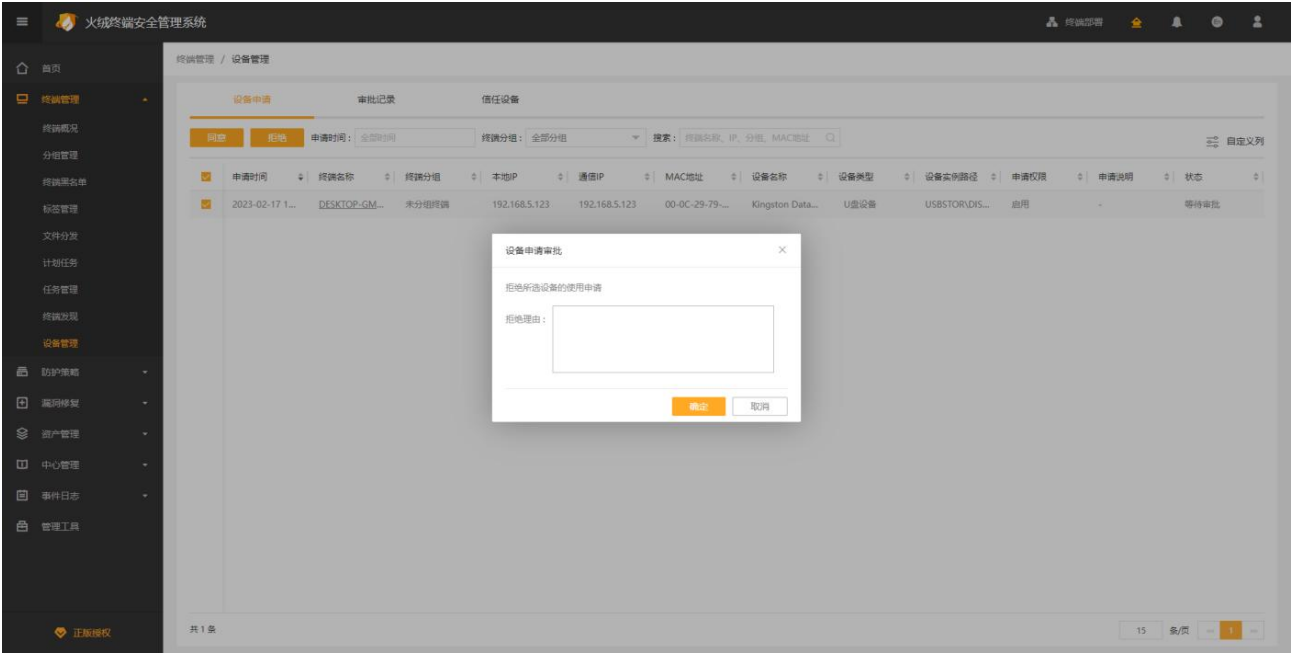 火绒终端安全管理系统
终端部署
首页
终端管理
终端概况
分组管理
终端黑名单
标签管理
文件分发
计划任务
任务管理
终端发现
设备管理
防护策略
漏洞修复
资产管理
中心管理
事件日志
管理工具
正版授权
终端管理 / 设备管理
设备申请 审批记录 信任设备
同意 拒绝 申请时间： 全部时间 终端分组： 全部分组 搜索： 终端名称、IP、分组、MAC地址 自定义列
申请时间 终端名称 终端分组 本地IP 通信IP MAC地址 设备名称 设备类型 设备实例路径 申请权限 申请说明 状态
2023-02-17 1... DESKTOP-GM... 未分组终端 192.168.5.123 192.168.5.123 00-0C-29-79-... Kingston Data... U盘设备 USBSTOR\DIS... 启用 - 等待审批
设备申请审批
拒绝所选设备的使用申请
拒绝理由：
确定 取消
共 1 条 15 条/页 1